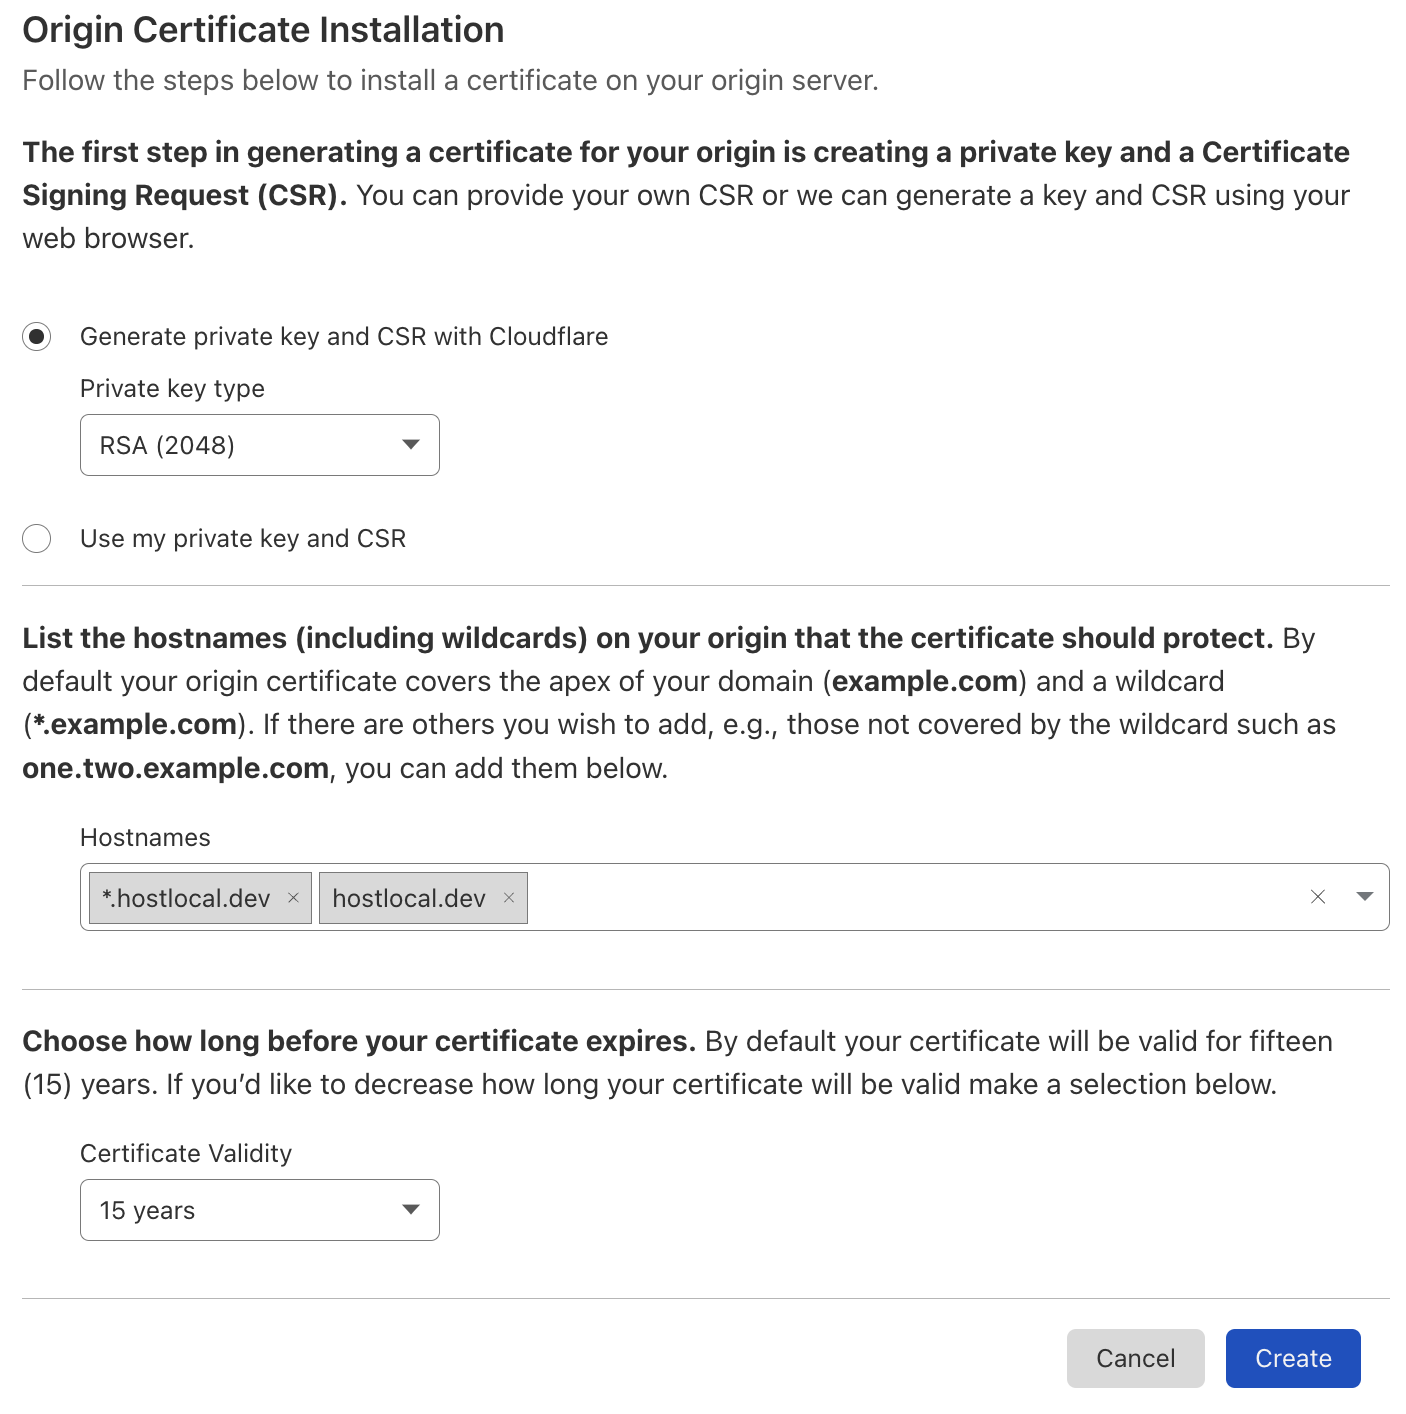 Origin Certificate Installation
Follow the steps below to install a certificate on your origin server.
The first step in generating a certificate for your origin is creating a private key and a Certificate
Signing Request (CSR). You can provide your own CSR or we can generate a key and CSR using your
web browser.
Generate private key and CSR with Cloudflare
Private key type
RSA (2048)
Use my private key and CSR
List the hostnames (including wildcards) on your origin that the certificate should protect. By
default your origin certificate covers the apex of your domain (example.com) and a wildcard
(*.example.com). If there are others you wish to add, e.g., those not covered by the wildcard such as
one.two.example.com, you can add them below.
Hostnames
*.hostlocal.dev × hostlocal.dev ×
Choose how long before your certificate expires. By default your certificate will be valid for fifteen
(15) years. If you’d like to decrease how long your certificate will be valid make a selection below.
Certificate Validity
15 years
Cancel Create